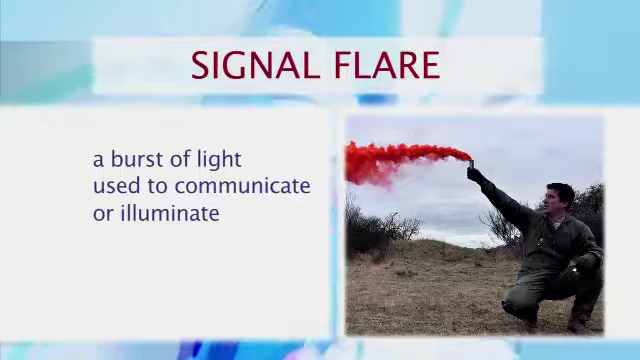 SIGNAL FLARE
a burst of light
used to communicate
or illuminate